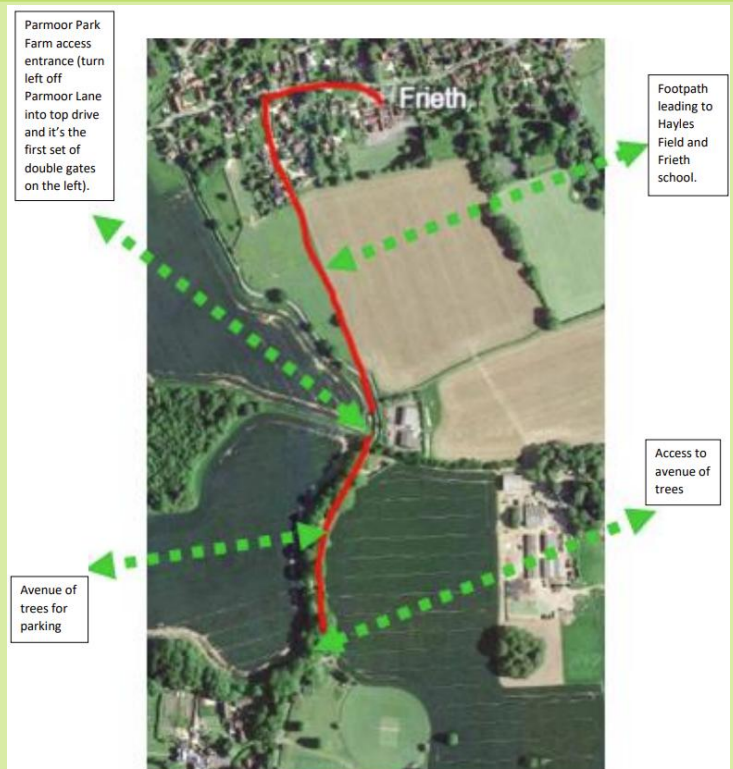 Parmoor Park
Farm access
entrance (turn
left off
Parmoor Lane
into top drive
and it's the
first set of
double gates
on the left).
Frieth
Footpath
leading to
Hayles
Field and
Frieth
school.
Access to
avenue of
trees
Avenue of
trees for
parking